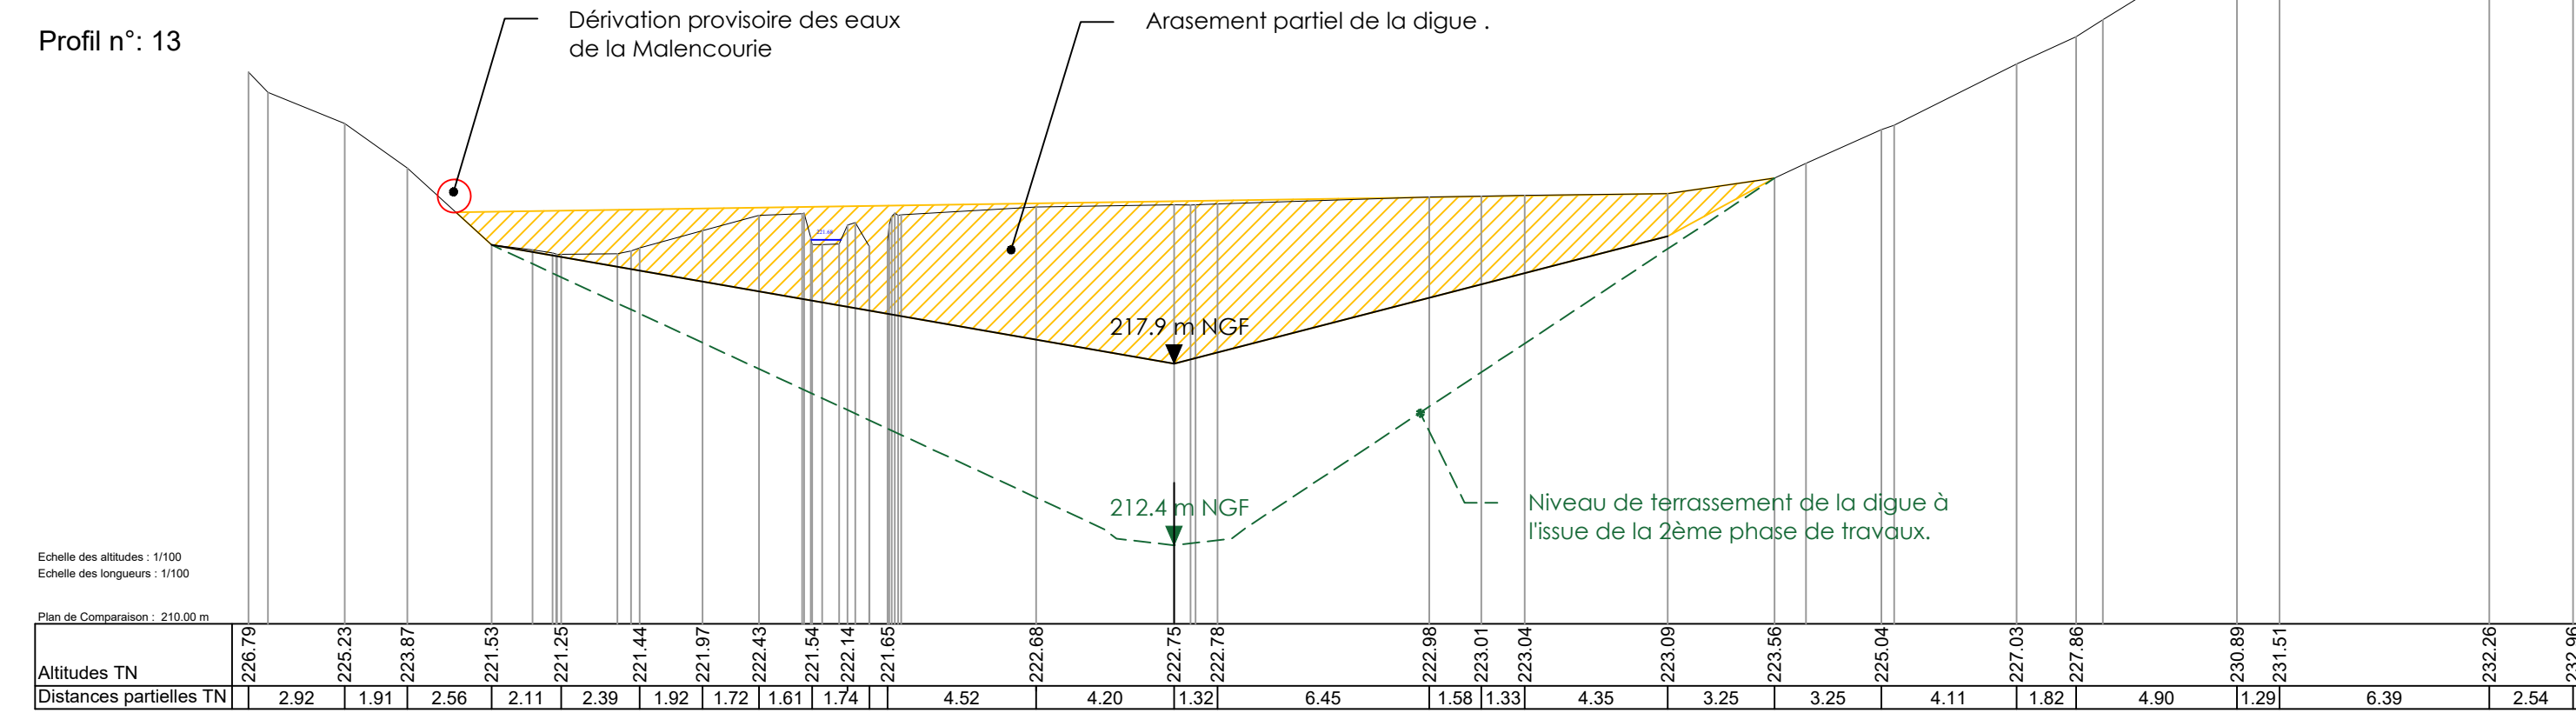 Profil n°: 13
Dérivation provisoire des eaux
de la Malencourie
Arasement partiel de la digue .
221.68
217.9 m NGF
212.4 m NGF
Niveau de terrassement de la digue à
l'issue de la 2ème phase de travaux.
Echelle des altitudes : 1/100
Echelle des longueurs : 1/100
Plan de Comparaison : 210.00 m
Altitudes TN 226.79 225.23 223.87 221.53 221.25 221.44 221.97 222.43 221.54 222.14 221.65 222.68 222.75 222.78 222.98 223.01 223.04 223.09 223.56 225.04 227.03 227.86 230.89 231.51 232.26 232.96
Distances partielles TN 2.92 1.91 2.56 2.11 2.39 1.92 1.72 1.61 1.74 4.52 4.20 1.32 6.45 1.58 1.33 4.35 3.25 3.25 4.11 1.82 4.90 1.29 6.39 2.54